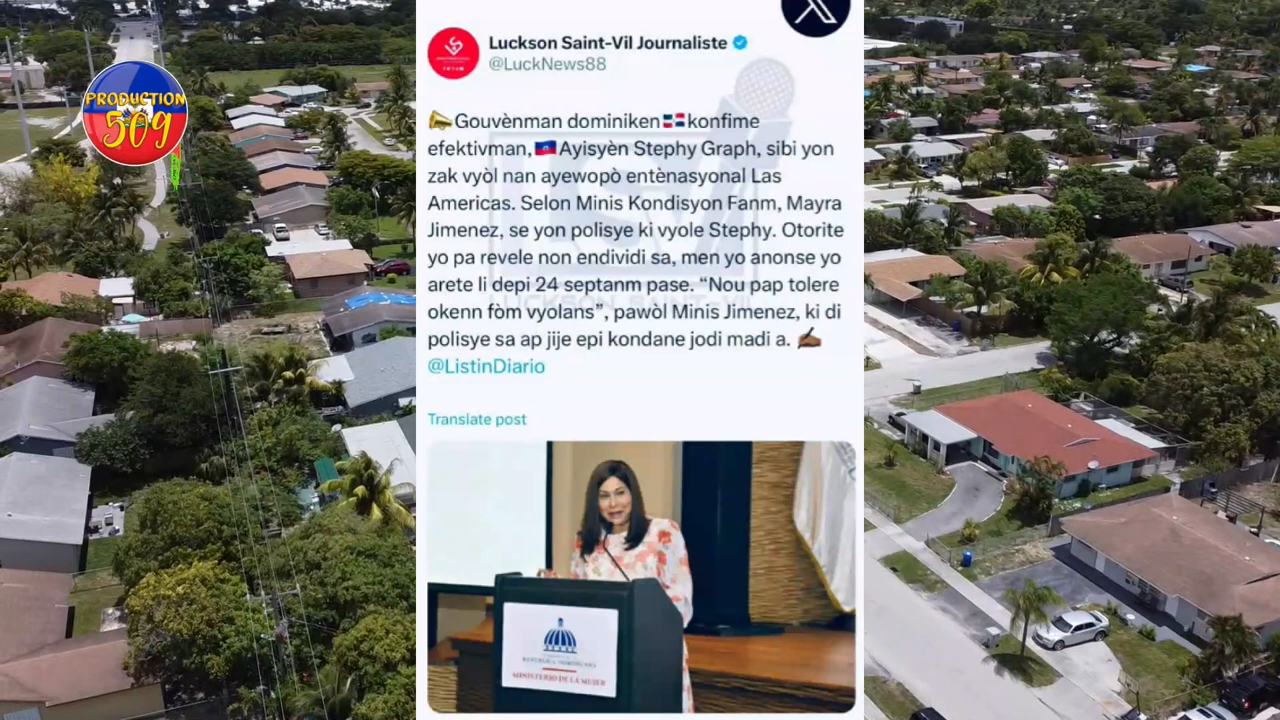 PRODUCTION
509
Luckson Saint-Vil Journaliste
@LuckNews88
Gouvènman dominiken konfime
efektivman, Ayisyèn Stephy Graph, sibi yon
zak vyòl nan ayewopò entènasyonal Las
Americas. Selon Minis Kondisyon Fanm, Mayra
Jimenez, se yon polisye ki vyole Stephy. Otorite
yo pa revele non endividi sa, men yo anonse yo
arete li depi 24 septanm pase. “Nou pap tolere
okenn fòm vyolans”, pawòl Minis Jimenez, ki di
polisye sa ap jije epi kondane jodi madi a.
@ListinDiario
LUCKSON SAINT-VIL
Translate post
REPÚBLICA DOMINICANA
MINISTERIO DE LA MUJER